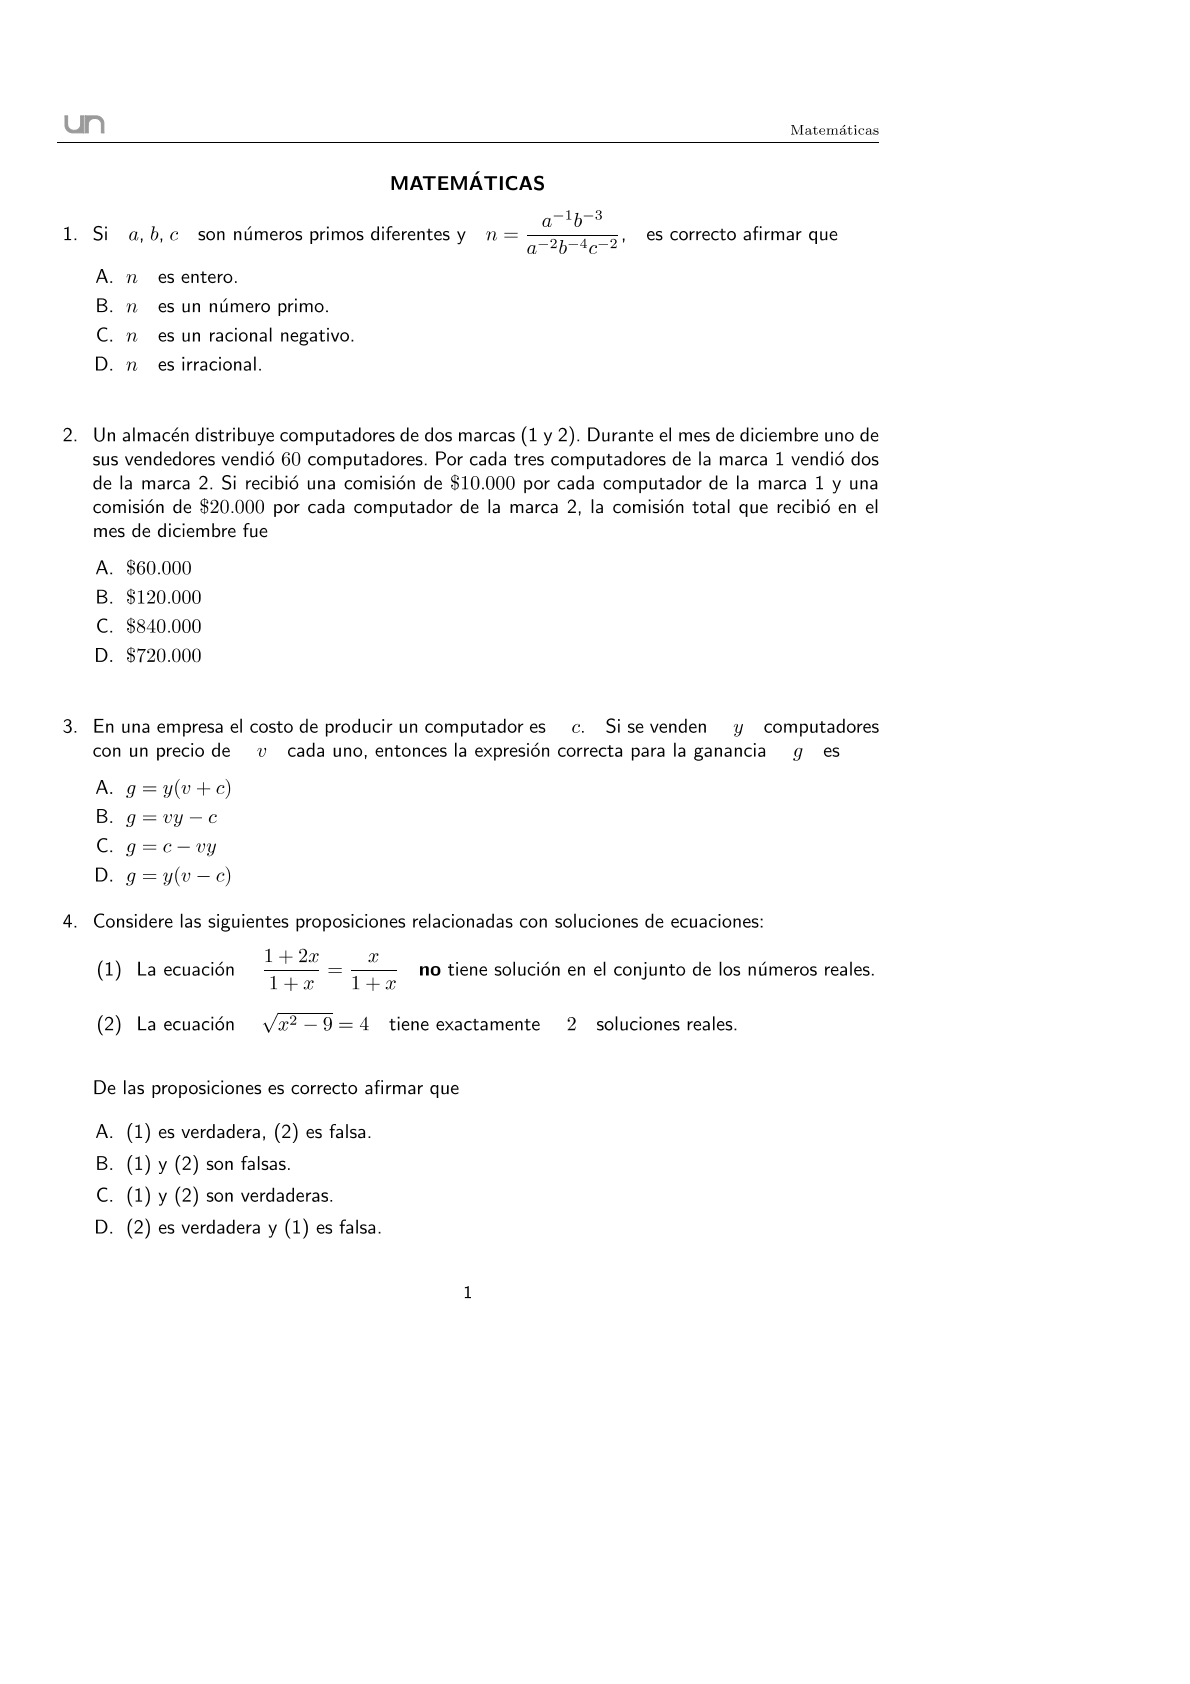 un
Matemáticas
MATEMÁTICAS
1. Si a, b, c son números primos diferentes y n = \frac{a^{-1}b^{-3}}{a^{-2}b^{-4}c^{-2}}, es correcto afirmar que
A. n es entero.
B. n es un número primo.
C. n es un racional negativo.
D. n es irracional.
2. Un almacén distribuye computadores de dos marcas (1 y 2). Durante el mes de diciembre uno de
sus vendedores vendió 60 computadores. Por cada tres computadores de la marca 1 vendió dos
de la marca 2. Si recibió una comisión de $10.000 por cada computador de la marca 1 y una
comisión de $20.000 por cada computador de la marca 2, la comisión total que recibió en el
mes de diciembre fue
A. $60.000
B. $120.000
C. $840.000
D. $720.000
3. En una empresa el costo de producir un computador es c. Si se venden y computadores
con un precio de v cada uno, entonces la expresión correcta para la ganancia g es
A. g = y(v + c)
B. g = vy − c
C. g = c − vy
D. g = y(v − c)
4. Considere las siguientes proposiciones relacionadas con soluciones de ecuaciones:
(1) La ecuación \frac{1 + 2x}{1 + x} = \frac{x}{1 + x} no tiene solución en el conjunto de los números reales.
(2) La ecuación \sqrt{x^2 − 9} = 4 tiene exactamente 2 soluciones reales.
De las proposiciones es correcto afirmar que
A. (1) es verdadera, (2) es falsa.
B. (1) y (2) son falsas.
C. (1) y (2) son verdaderas.
D. (2) es verdadera y (1) es falsa.
1